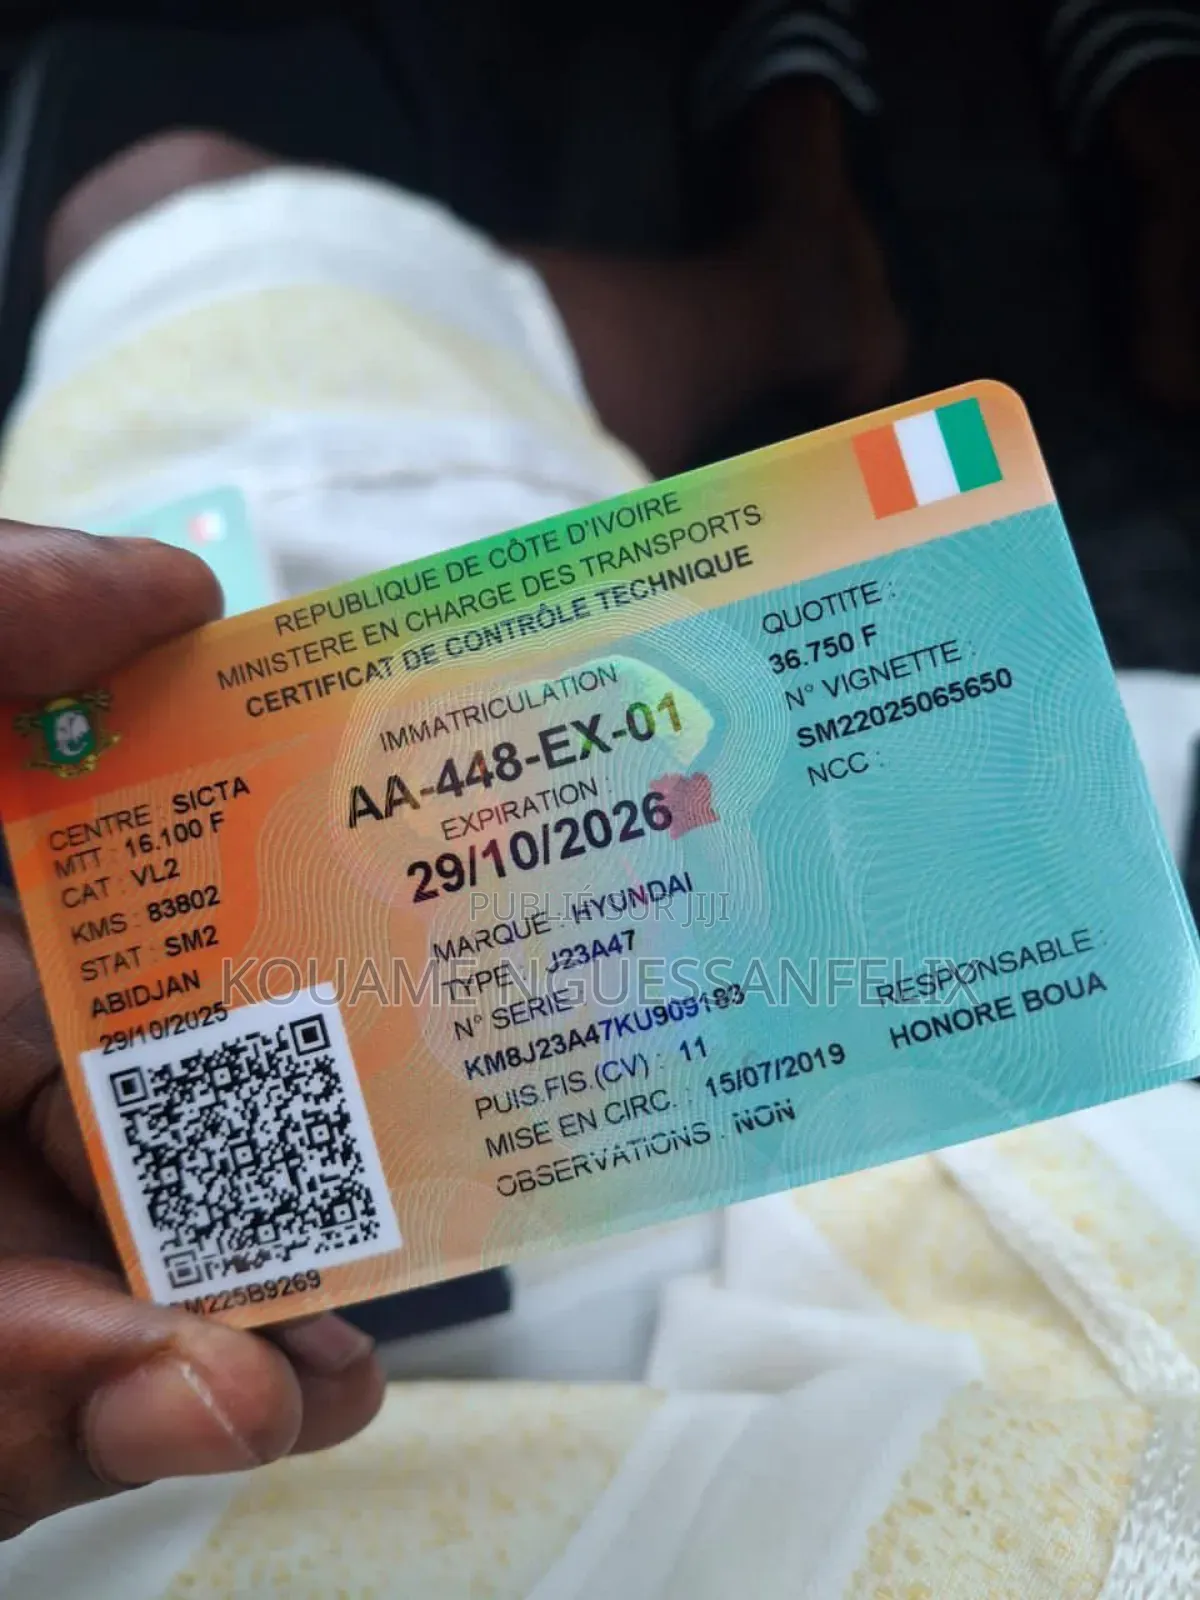 REPUBLIQUE DE CÔTE D'IVOIRE
MINISTERE EN CHARGE DES TRANSPORTS
CERTIFICAT DE CONTRÔLE TECHNIQUE
IMMATRICULATION
AA-448-EX-01
EXPIRATION :
29/10/2026
QUOTITE :
36.750 F
N° VIGNETTE :
SM22025065650
NCC :
CENTRE : SICTA
MTT : 16.100 F
CAT : VL2
KMS : 83802
STAT : SM2
ABIDJAN
29/10/2025
MARQUE : HYUNDAI
TYPE : J23A47
N° SERIE :
KM8J23A47KU909183
PUIS.FIS.(CV) : 11
MISE EN CIRC. : 15/07/2019
OBSERVATIONS : NON
RESPONSABLE :
HONORE BOUA
SM225B9269
PUBLIÉ SUR JIJI
KOUAME NGUESSANFELIX